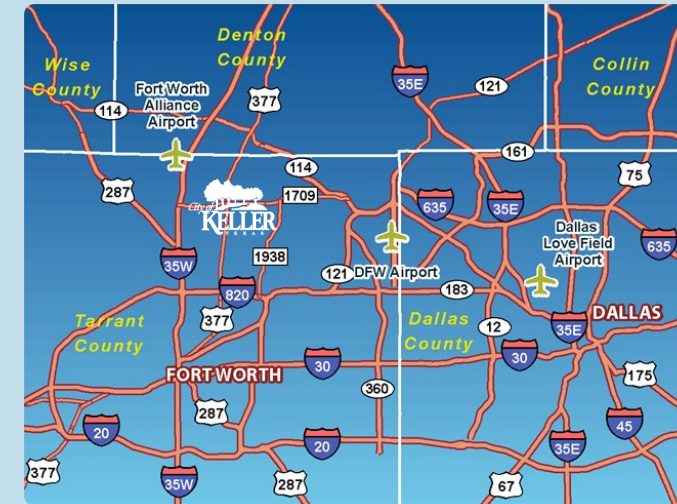 Denton
County
Wise
County
Collin
County
35E
121
Fort Worth
Alliance
Airport
377
114
161
114
75
287
1709
635
35E
City of
KELLER
TEXAS
Dallas
Love Field
Airport
635
1938
35W
121
DFW Airport
183
820
377
Tarrant
County
Dallas
County
12
35E
DALLAS
30
30
FORT WORTH
175
360
287
20
20
45
35E
377
35W
287
67